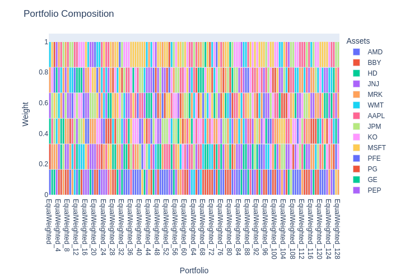 Portfolio Composition
Assets
AMD
BBY
HD
JNJ
MRK
WMT
AAPL
JPM
KO
MSFT
PFE
PG
GE
PEP
Weight
1
0.8
0.6
0.4
0.2
0
EqualWeighted
EqualWeighted_4
EqualWeighted_8
EqualWeighted_12
EqualWeighted_16
EqualWeighted_20
EqualWeighted_24
EqualWeighted_28
EqualWeighted_32
EqualWeighted_36
EqualWeighted_40
EqualWeighted_44
EqualWeighted_48
EqualWeighted_52
EqualWeighted_56
EqualWeighted_60
EqualWeighted_64
EqualWeighted_68
EqualWeighted_72
EqualWeighted_76
EqualWeighted_80
EqualWeighted_84
EqualWeighted_88
EqualWeighted_92
EqualWeighted_96
EqualWeighted_100
EqualWeighted_104
EqualWeighted_108
EqualWeighted_112
EqualWeighted_116
EqualWeighted_120
EqualWeighted_124
EqualWeighted_128
Portfolio